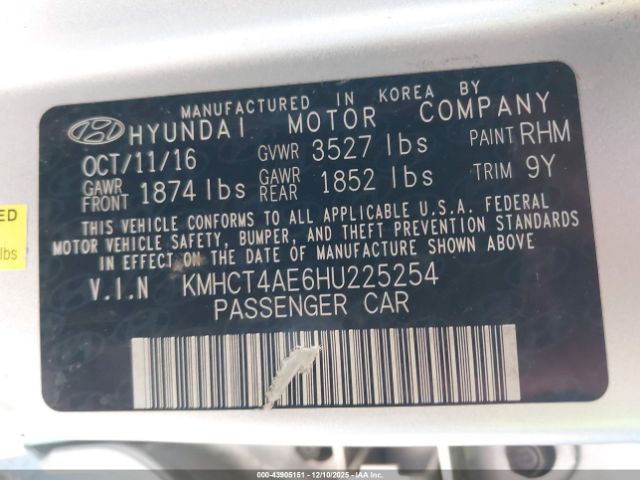 MANUFACTURED IN KOREA BY
HYUNDAI MOTOR COMPANY
OCT/11/16 GVWR 3527 lbs PAINT RHM
GAWR FRONT 1874 lbs GAWR REAR 1852 lbs TRIM 9Y
THIS VEHICLE CONFORMS TO ALL APPLICABLE U.S.A. FEDERAL
MOTOR VEHICLE SAFETY, BUMPER, AND THEFT PREVENTION STANDARDS
IN EFFECT ON THE DATE OF MANUFACTURE SHOWN ABOVE
V.I.N KMHCT4AE6HU225254
PASSENGER CAR
ED
lbs
000-43905151 - 12/10/2025 - IAA Inc.